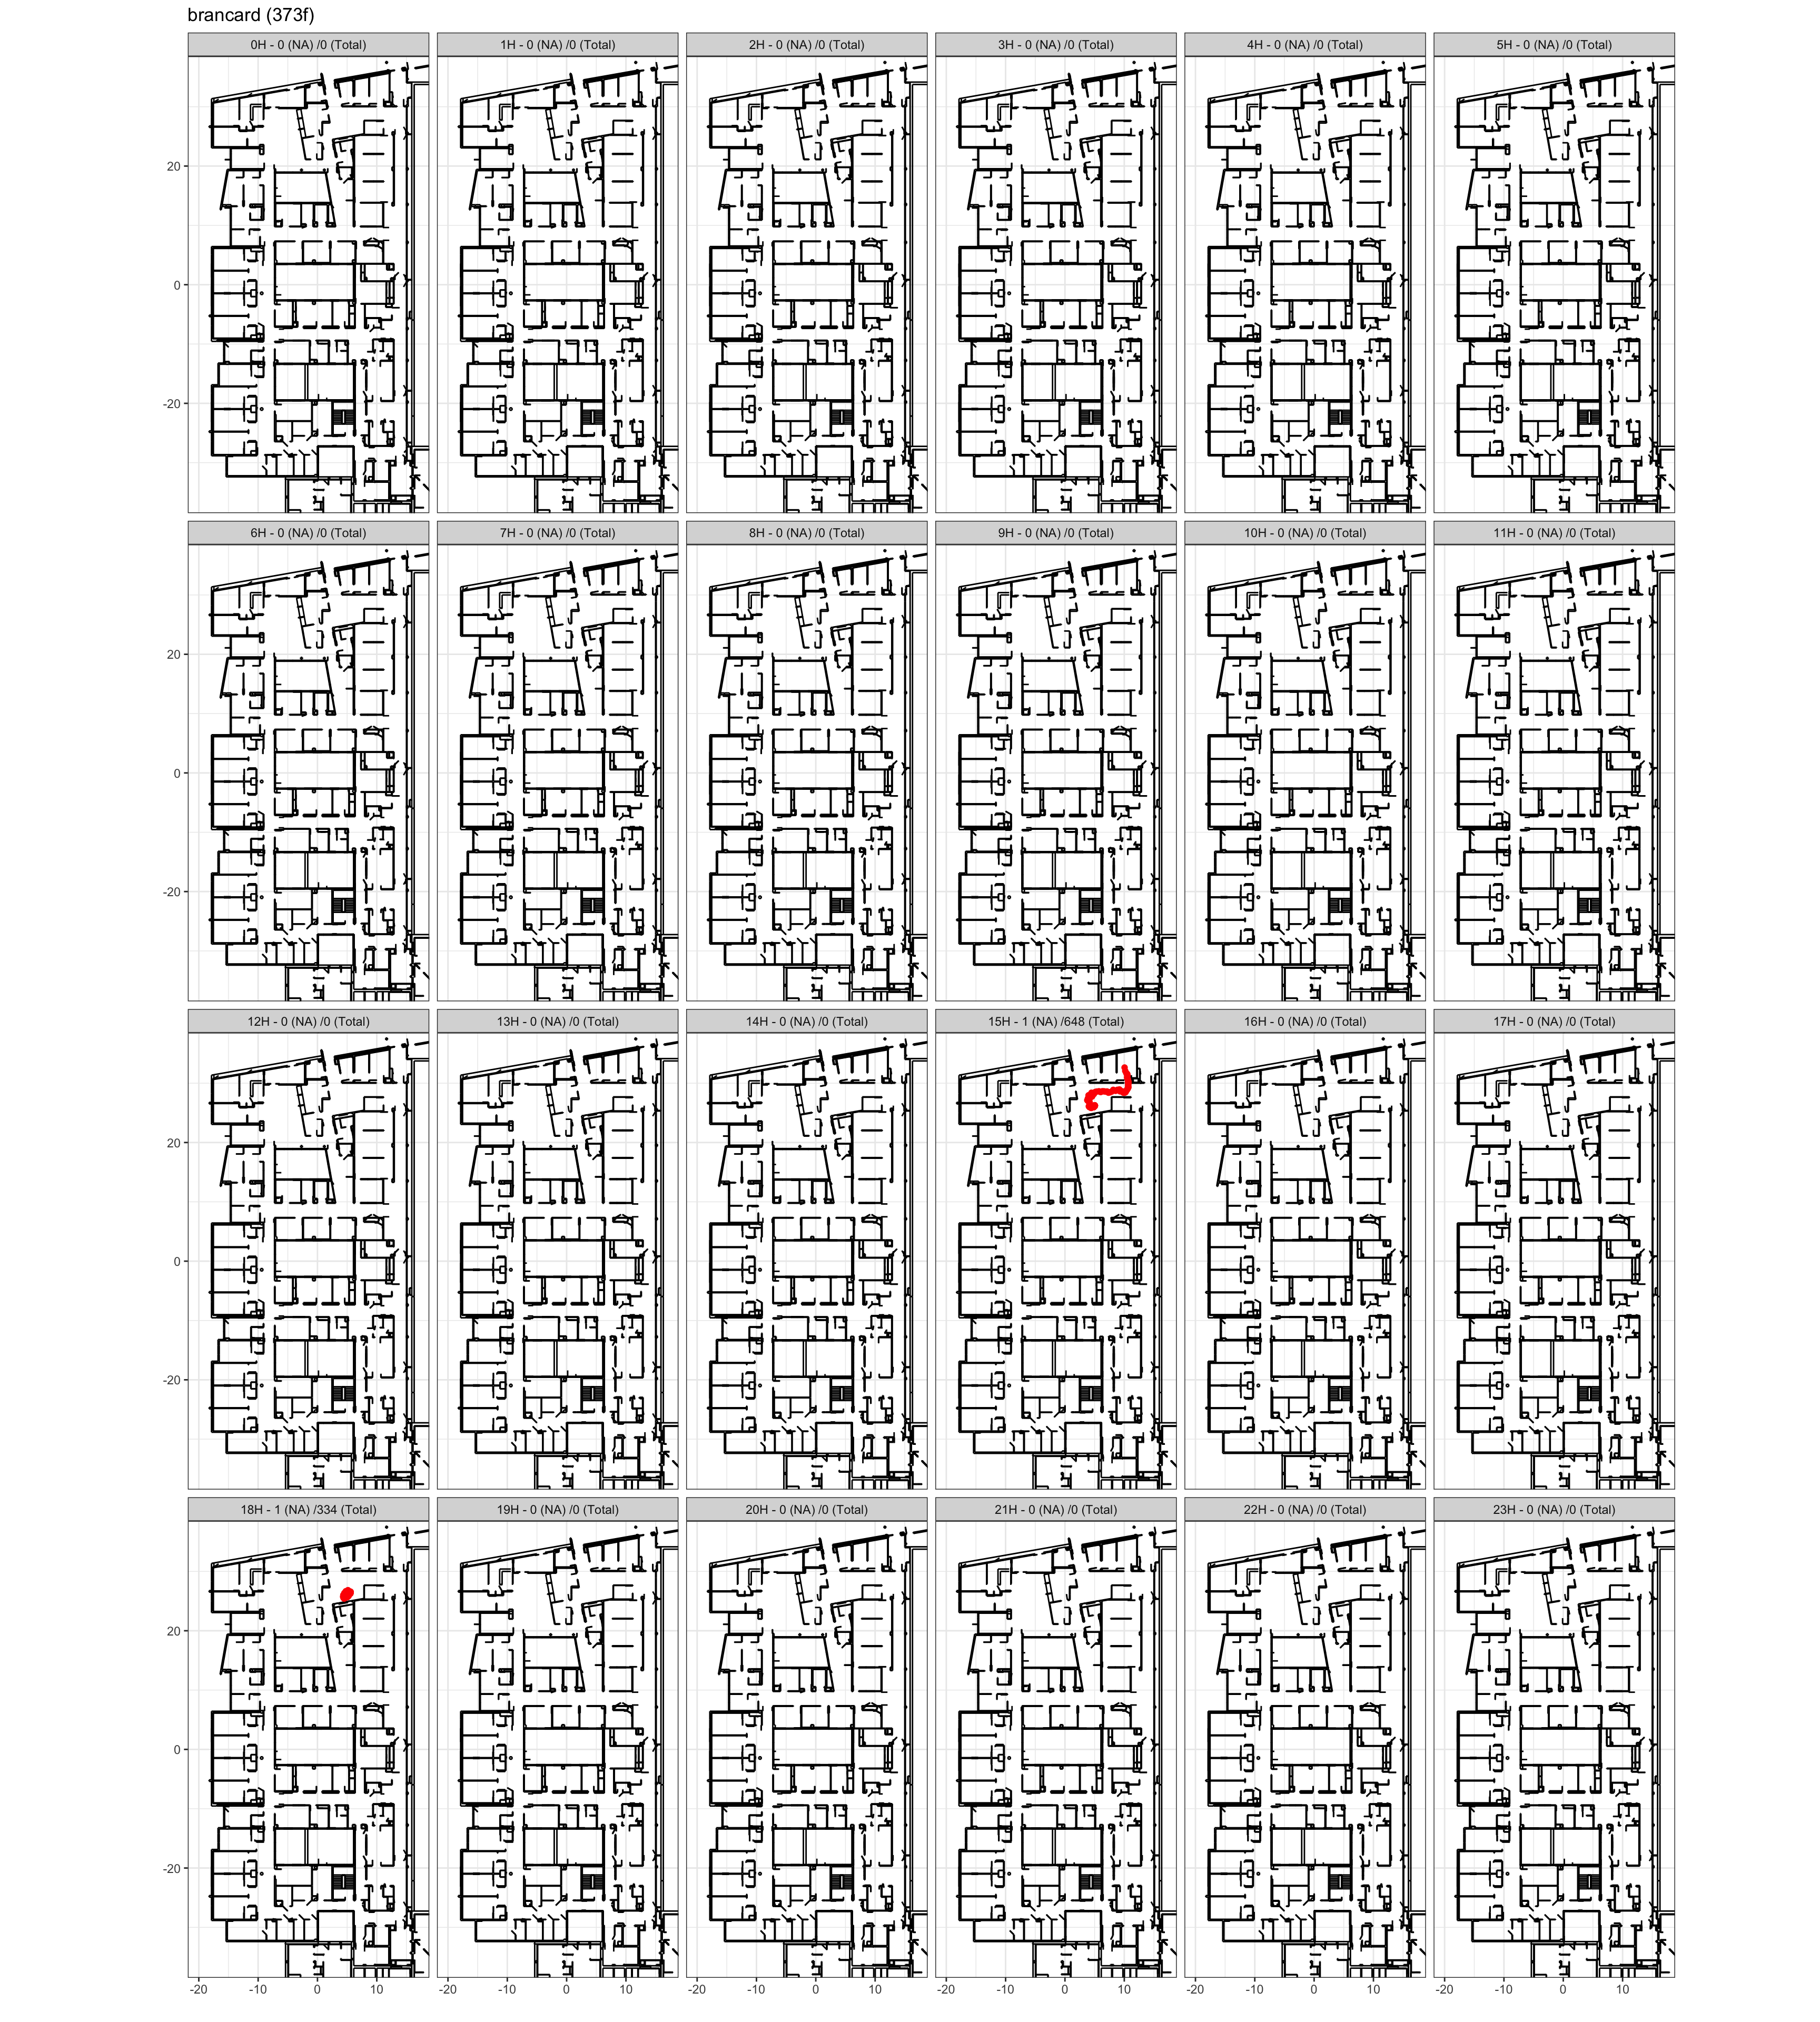 brancard (373f)
0H - 0 (NA) /0 (Total) 1H - 0 (NA) /0 (Total) 2H - 0 (NA) /0 (Total) 3H - 0 (NA) /0 (Total) 4H - 0 (NA) /0 (Total) 5H - 0 (NA) /0 (Total)
20
0
-20
6H - 0 (NA) /0 (Total) 7H - 0 (NA) /0 (Total) 8H - 0 (NA) /0 (Total) 9H - 0 (NA) /0 (Total) 10H - 0 (NA) /0 (Total) 11H - 0 (NA) /0 (Total)
20
0
-20
12H - 0 (NA) /0 (Total) 13H - 0 (NA) /0 (Total) 14H - 0 (NA) /0 (Total) 15H - 1 (NA) /648 (Total) 16H - 0 (NA) /0 (Total) 17H - 0 (NA) /0 (Total)
20
0
-20
18H - 1 (NA) /334 (Total) 19H - 0 (NA) /0 (Total) 20H - 0 (NA) /0 (Total) 21H - 0 (NA) /0 (Total) 22H - 0 (NA) /0 (Total) 23H - 0 (NA) /0 (Total)
20
0
-20
-20 -10 0 10 -20 -10 0 10 -20 -10 0 10 -20 -10 0 10 -20 -10 0 10 -20 -10 0 10